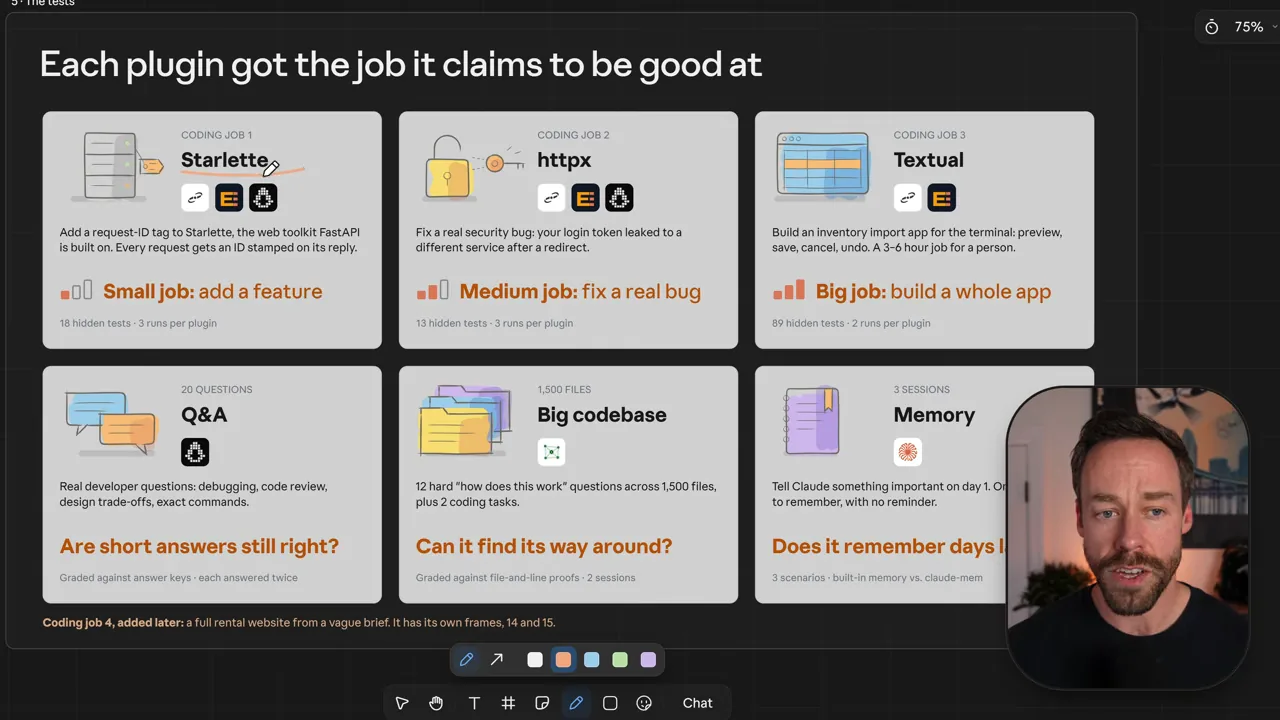 5 · The tests
75%
Each plugin got the job it claims to be good at
CODING JOB 1
Starlette
E
Add a request-ID tag to Starlette, the web toolkit FastAPI
is built on. Every request gets an ID stamped on its reply.
Small job: add a feature
18 hidden tests · 3 runs per plugin
CODING JOB 2
httpx
E
Fix a real security bug: your login token leaked to a
different service after a redirect.
Medium job: fix a real bug
13 hidden tests · 3 runs per plugin
CODING JOB 3
Textual
E
Build an inventory import app for the terminal: preview,
save, cancel, undo. A 3–6 hour job for a person.
Big job: build a whole app
89 hidden tests · 2 runs per plugin
20 QUESTIONS
Q&A
Real developer questions: debugging, code review,
design trade-offs, exact commands.
Are short answers still right?
Graded against answer keys · each answered twice
1,500 FILES
Big codebase
12 hard "how does this work" questions across 1,500 files,
plus 2 coding tasks.
Can it find its way around?
Graded against file-and-line proofs · 2 sessions
3 SESSIONS
Memory
Tell Claude something important on day 1.
to remember, with no reminder.
Does it remember days
3 scenarios · built-in memory vs. claude-mem
Coding job 4, added later: a full rental website from a vague brief. It has its own frames, 14 and 15.
T
Chat